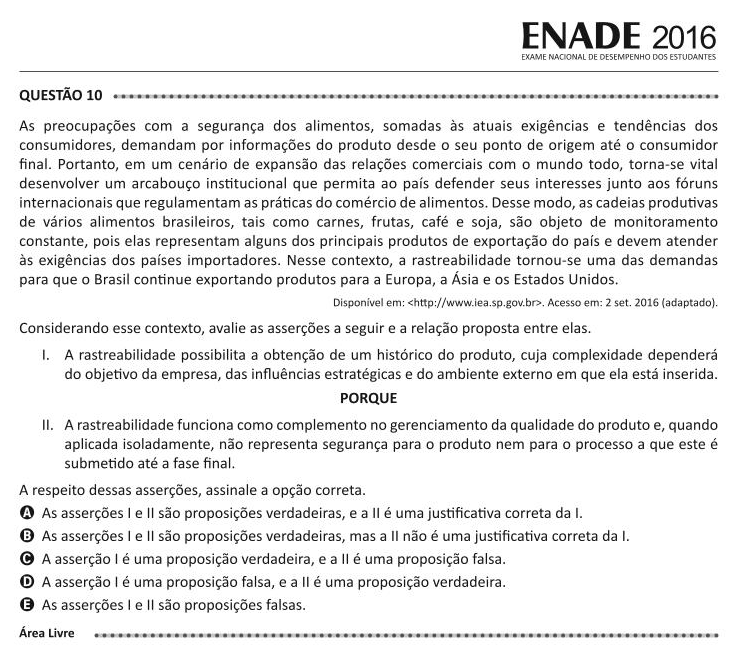 ENADE 2016
EXAME NACIONAL DE DESEMPENHO DOS ESTUDANTES
QUESTÃO 10
As preocupações com a segurança dos alimentos, somadas às atuais exigências e tendências dos
consumidores, demandam por informações do produto desde o seu ponto de origem até o consumidor
final. Portanto, em um cenário de expansão das relações comerciais com o mundo todo, torna-se vital
desenvolver um arcabouço institucional que permita ao país defender seus interesses junto aos fóruns
internacionais que regulamentam as práticas do comércio de alimentos. Desse modo, as cadeias produtivas
de vários alimentos brasileiros, tais como carnes, frutas, café e soja, são objeto de monitoramento
constante, pois elas representam alguns dos principais produtos de exportação do país e devem atender
às exigências dos países importadores. Nesse contexto, a rastreabilidade tornou-se uma das demandas
para que o Brasil continue exportando produtos para a Europa, a Ásia e os Estados Unidos.
Disponível em: <http://www.iea.sp.gov.br>. Acesso em: 2 set. 2016 (adaptado).
Considerando esse contexto, avalie as asserções a seguir e a relação proposta entre elas.
I. A rastreabilidade possibilita a obtenção de um histórico do produto, cuja complexidade dependerá
do objetivo da empresa, das influências estratégicas e do ambiente externo em que ela está inserida.
PORQUE
II. A rastreabilidade funciona como complemento no gerenciamento da qualidade do produto e, quando
aplicada isoladamente, não representa segurança para o produto nem para o processo a que este é
submetido até a fase final.
A respeito dessas asserções, assinale a opção correta.
A As asserções I e II são proposições verdadeiras, e a II é uma justificativa correta da I.
B As asserções I e II são proposições verdadeiras, mas a II não é uma justificativa correta da I.
C A asserção I é uma proposição verdadeira, e a II é uma proposição falsa.
D A asserção I é uma proposição falsa, e a II é uma proposição verdadeira.
E As asserções I e II são proposições falsas.
Área Livre